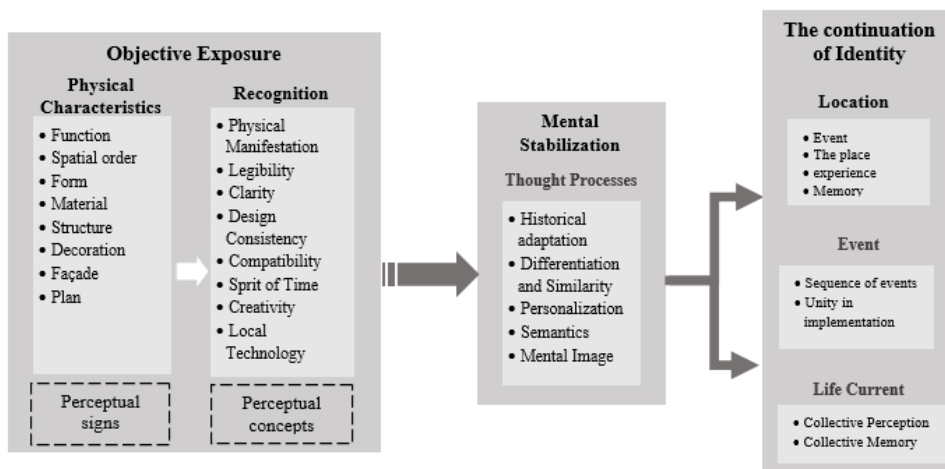 Objective Exposure
Physical
Characteristics
• Function
• Spatial order
• Form
• Material
• Structure
• Decoration
• Façade
• Plan
Perceptual
signs
Recognition
• Physical
Manifestation
• Legibility
• Clarity
• Design
Consistency
• Compatibility
• Sprit of Time
• Creativity
• Local
Technology
Perceptual
concepts
Mental
Stabilization
Thought Processes
• Historical
adaptation
• Differentiation
and Similarity
• Personalization
• Semantics
• Mental Image
The continuation
of Identity
Location
• Event
• The place
• experience
• Memory
Event
• Sequence of events
• Unity in
implementation
Life Current
• Collective Perception
• Collective Memory